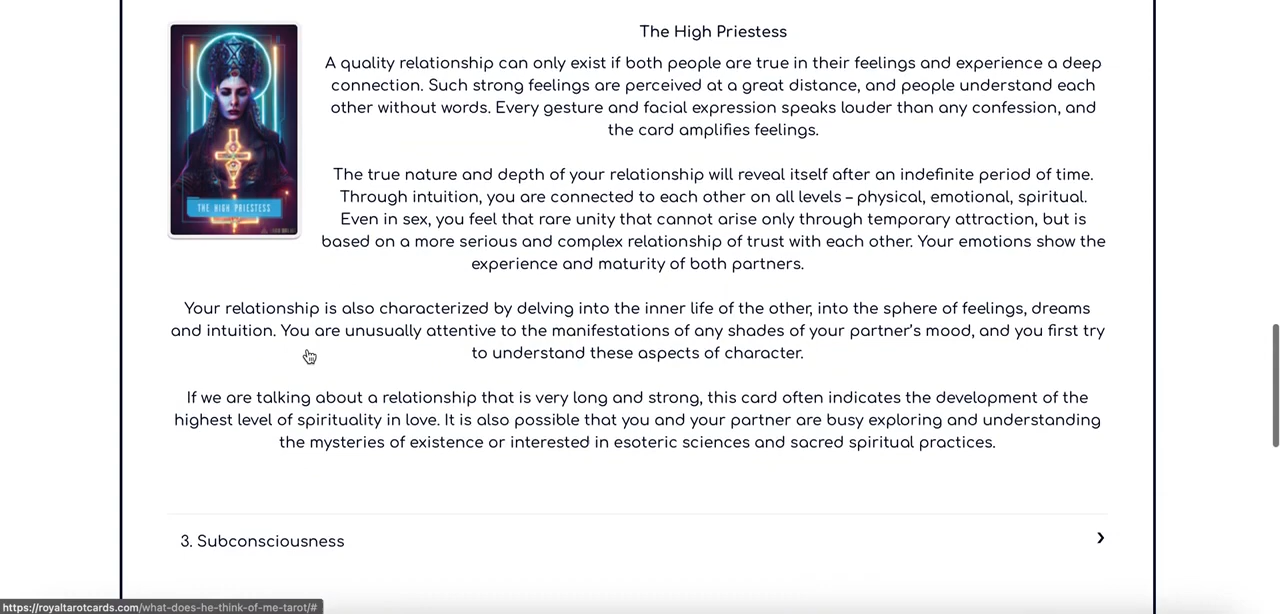 The High Priestess
THE HIGH PRIESTESS
A quality relationship can only exist if both people are true in their feelings and experience a deep
connection. Such strong feelings are perceived at a great distance, and people understand each
other without words. Every gesture and facial expression speaks louder than any confession, and
the card amplifies feelings.
The true nature and depth of your relationship will reveal itself after an indefinite period of time.
Through intuition, you are connected to each other on all levels – physical, emotional, spiritual.
Even in sex, you feel that rare unity that cannot arise only through temporary attraction, but is
based on a more serious and complex relationship of trust with each other. Your emotions show the
experience and maturity of both partners.
Your relationship is also characterized by delving into the inner life of the other, into the sphere of feelings, dreams
and intuition. You are unusually attentive to the manifestations of any shades of your partner's mood, and you first try
to understand these aspects of character.
If we are talking about a relationship that is very long and strong, this card often indicates the development of the
highest level of spirituality in love. It is also possible that you and your partner are busy exploring and understanding
the mysteries of existence or interested in esoteric sciences and sacred spiritual practices.
3. Subconsciousness
https://royaltarotcards.com/what-does-he-think-of-me-tarot/#